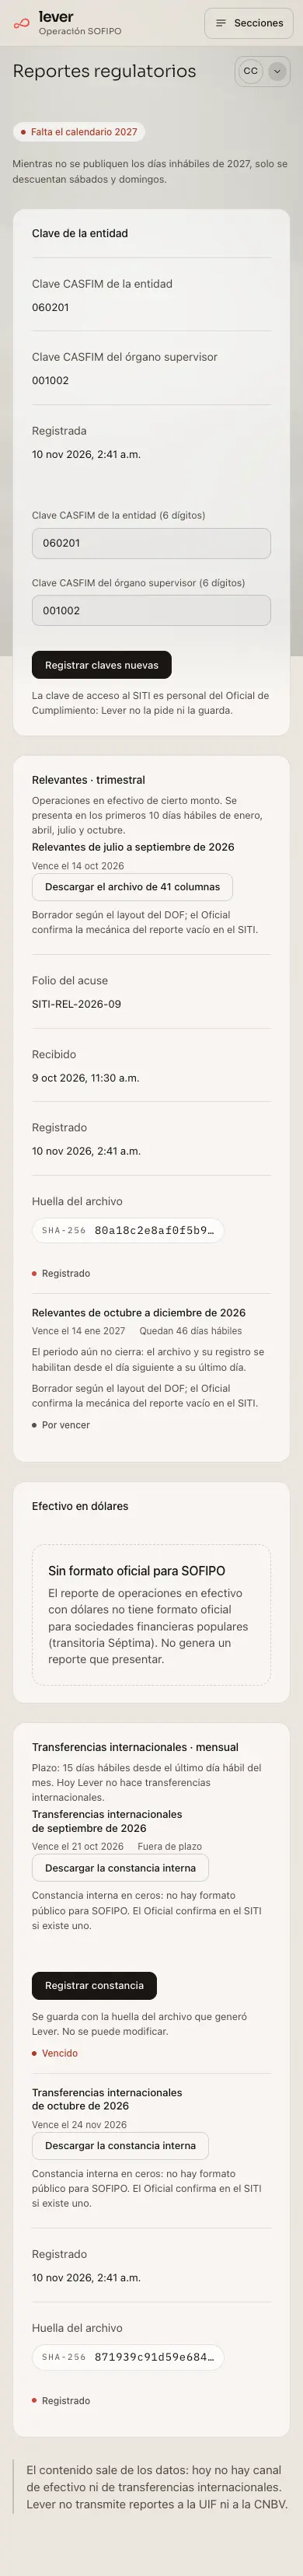 lever
Operación SOFIPO
Secciones
Reportes regulatorios
CC
Falta el calendario 2027
Mientras no se publiquen los días inhábiles de 2027, solo se
descuentan sábados y domingos.
Clave de la entidad
Clave CASFIM de la entidad
060201
Clave CASFIM del órgano supervisor
001002
Registrada
10 nov 2026, 2:41 a.m.
Clave CASFIM de la entidad (6 dígitos)
060201
Clave CASFIM del órgano supervisor (6 dígitos)
001002
Registrar claves nuevas
La clave de acceso al SITI es personal del Oficial de
Cumplimiento: Lever no la pide ni la guarda.
Relevantes · trimestral
Operaciones en efectivo de cierto monto. Se
presenta en los primeros 10 días hábiles de enero,
abril, julio y octubre.
Relevantes de julio a septiembre de 2026
Vence el 14 oct 2026
Descargar el archivo de 41 columnas
Borrador según el layout del DOF; el Oficial
confirma la mecánica del reporte vacío en el SITI.
Folio del acuse
SITI-REL-2026-09
Recibido
9 oct 2026, 11:30 a.m.
Registrado
10 nov 2026, 2:41 a.m.
Huella del archivo
SHA-256 80a18c2e8af0f5b9…
Registrado
Relevantes de octubre a diciembre de 2026
Vence el 14 ene 2027 Quedan 46 días hábiles
El periodo aún no cierra: el archivo y su registro se
habilitan desde el día siguiente a su último día.
Borrador según el layout del DOF; el Oficial
confirma la mecánica del reporte vacío en el SITI.
Por vencer
Efectivo en dólares
Sin formato oficial para SOFIPO
El reporte de operaciones en efectivo
con dólares no tiene formato oficial
para sociedades financieras populares
(transitoria Séptima). No genera un
reporte que presentar.
Transferencias internacionales · mensual
Plazo: 15 días hábiles desde el último día hábil del
mes. Hoy Lever no hace transferencias
internacionales.
Transferencias internacionales
de septiembre de 2026
Vence el 21 oct 2026 Fuera de plazo
Descargar la constancia interna
Constancia interna en ceros: no hay formato
público para SOFIPO. El Oficial confirma en el SITI
si existe uno.
Registrar constancia
Se guarda con la huella del archivo que generó
Lever. No se puede modificar.
Vencido
Transferencias internacionales
de octubre de 2026
Vence el 24 nov 2026
Descargar la constancia interna
Constancia interna en ceros: no hay formato
público para SOFIPO. El Oficial confirma en el SITI
si existe uno.
Registrado
10 nov 2026, 2:41 a.m.
Huella del archivo
SHA-256 871939c91d59e684…
Registrado
El contenido sale de los datos: hoy no hay canal
de efectivo ni de transferencias internacionales.
Lever no transmite reportes a la UIF ni a la CNBV.